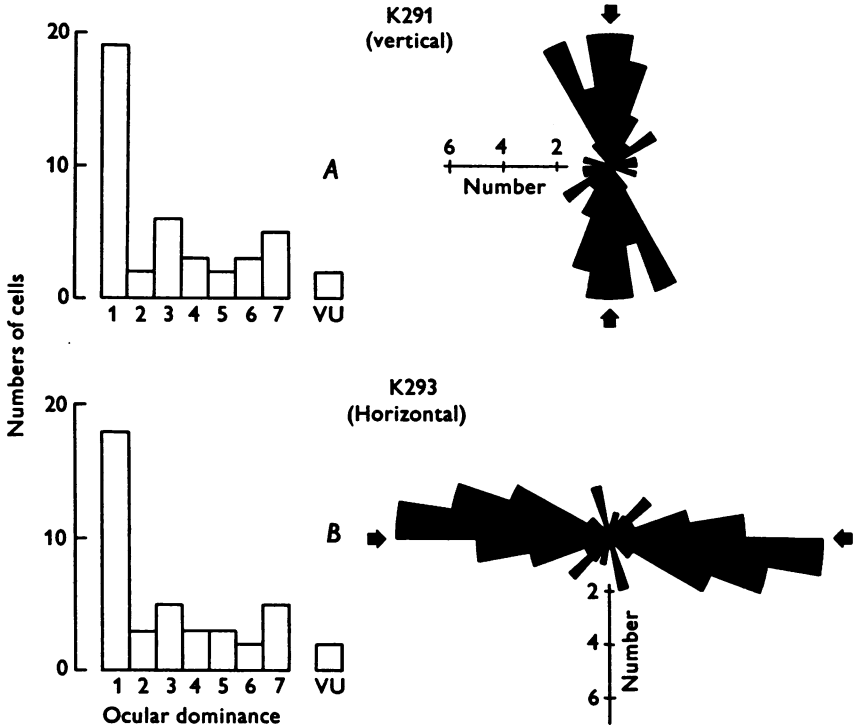 K291
(vertical)
20
10
0
A
6 4 2
Number
1 2 3 4 5 6 7 VU
Numbers of cells
K293
(Horizontal)
20
10
0
B
2
4
6
Number
1 2 3 4 5 6 7 VU
Ocular dominance